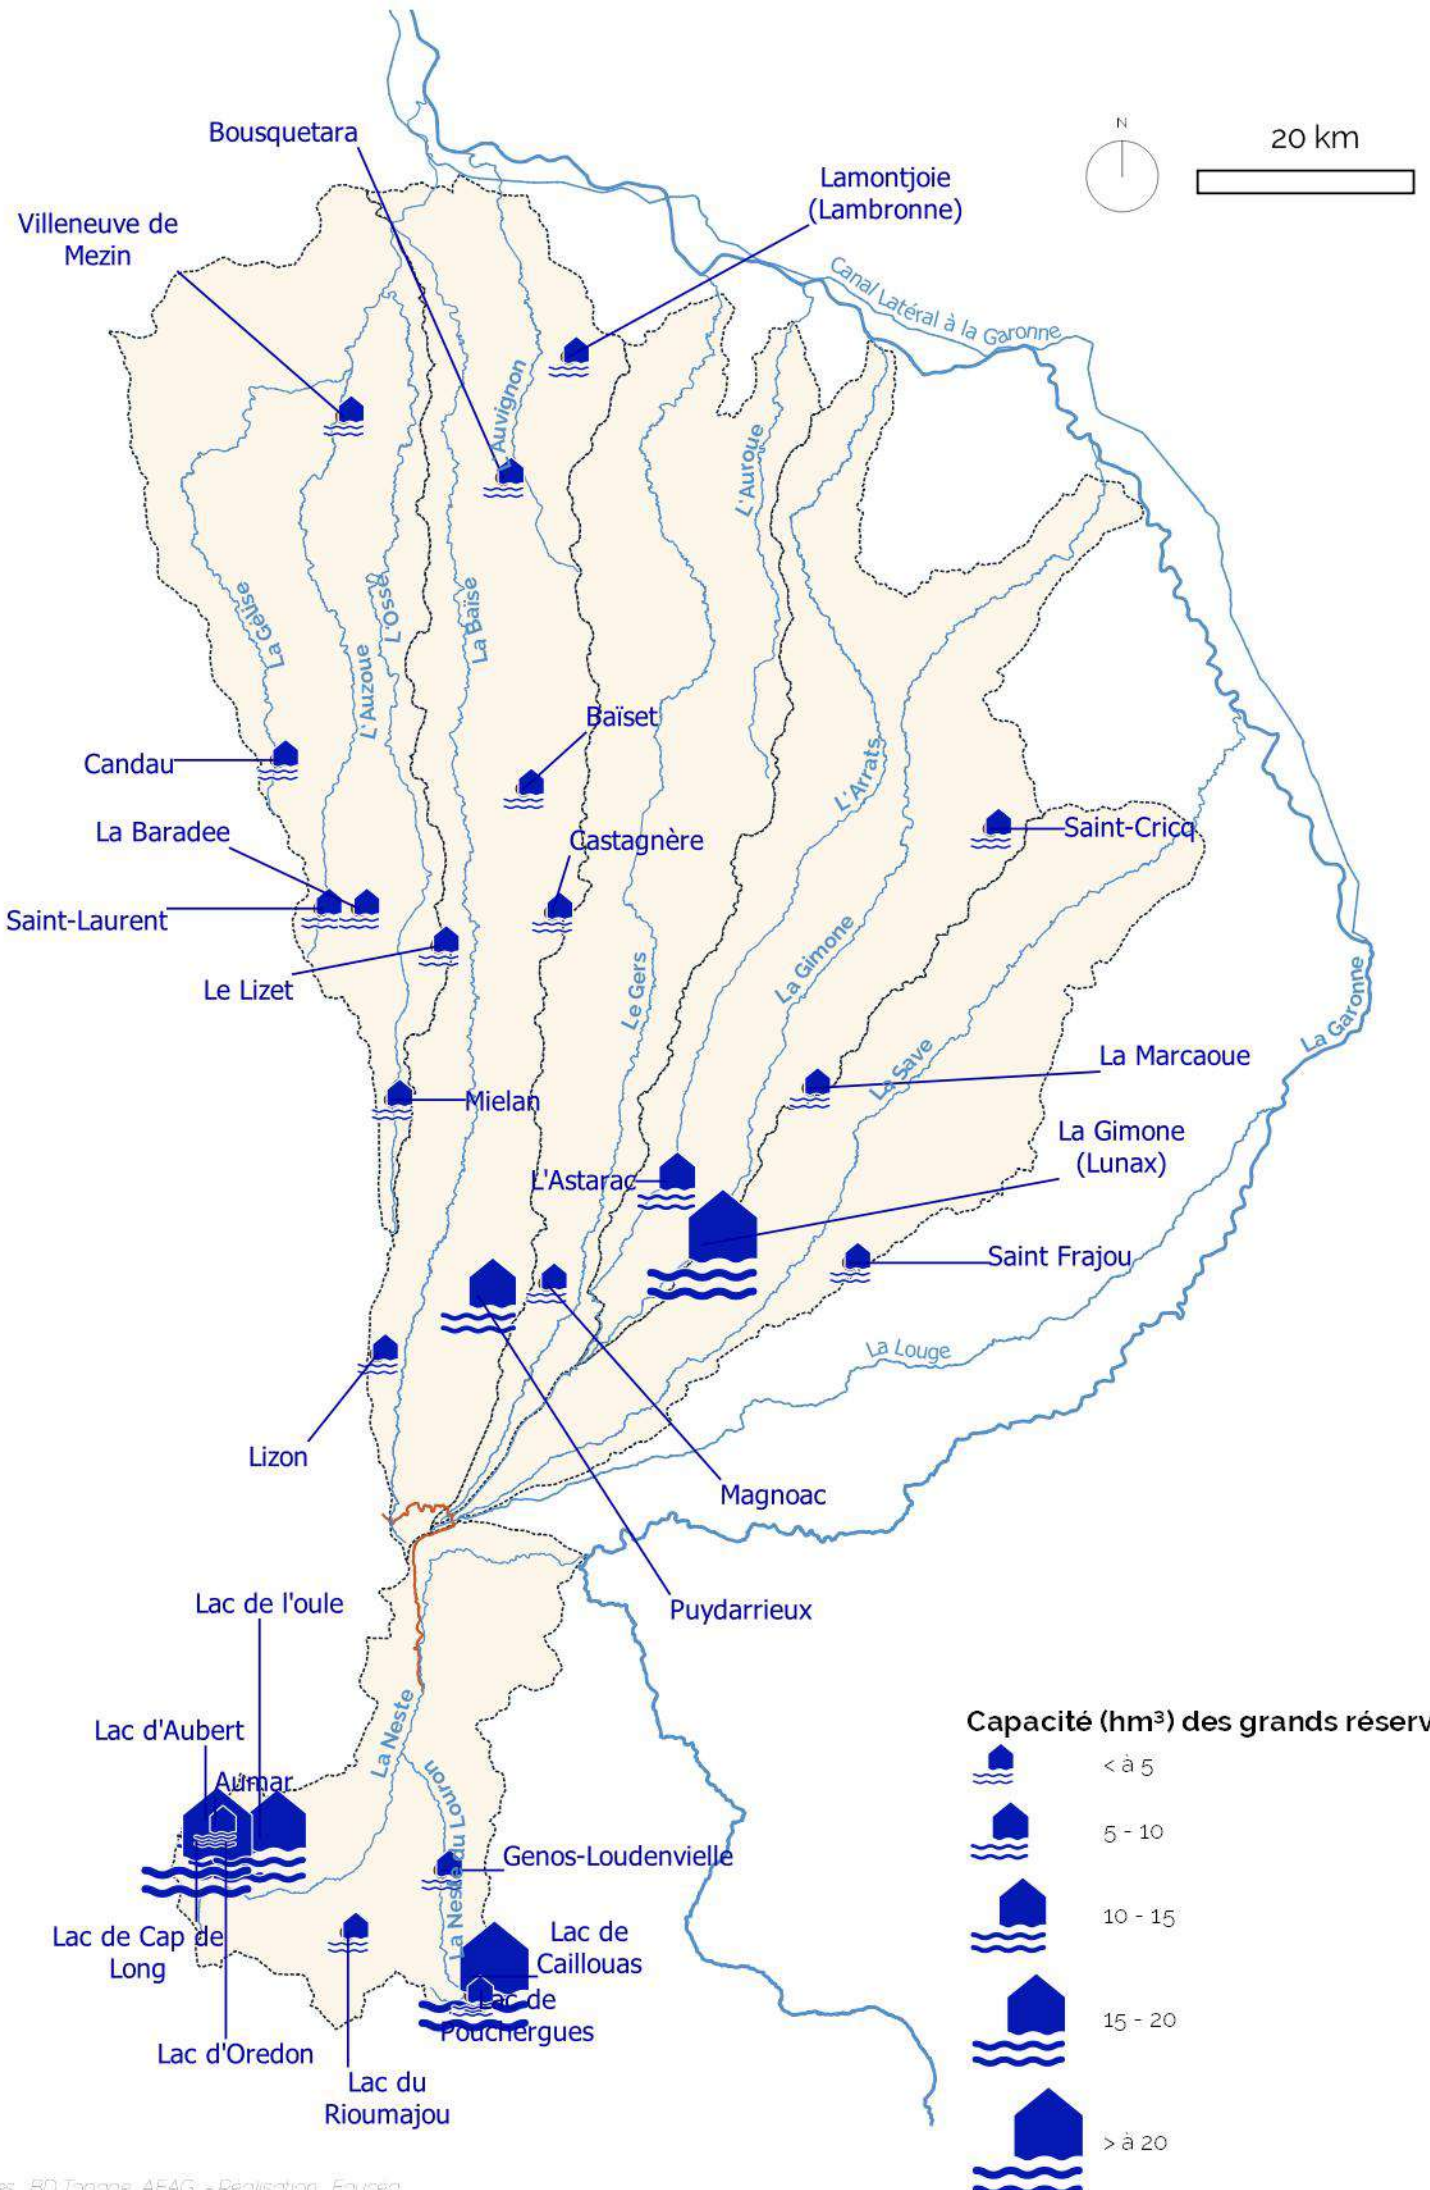 Bousquetara
N
20 km
Lamontjoie
(Lambronne)
Villeneuve de
Mezin
Canal Latéral à la Garonne
L'Auvignon
L'Auroue
La Gélise
L'Osse
La Baïse
L'Auzoue
Baïset
Candau
L'Arrats
La Baradee
Castagnère
Saint-Cricq
Saint-Laurent
Le Lizet
La Gimone
Le Gers
La Garonne
La Save
La Marcaoue
Mielan
La Gimone
(Lunax)
L'Astarac
Saint Frajou
La Louge
Lizon
Magnoac
Puydarrieux
Lac de l'oule
La Neste
Lac d'Aubert
Aumar
Capacité (hm³) des grands réserv
< à 5
5 - 10
La Neste du Louron
Genos-Loudenvielle
10 - 15
Lac de Cap de
Long
Lac de
Caillouas
Lac de
Pouchergues
15 - 20
Lac d'Oredon
Lac du
Rioumajou
> à 20
AEAG - Réalisation